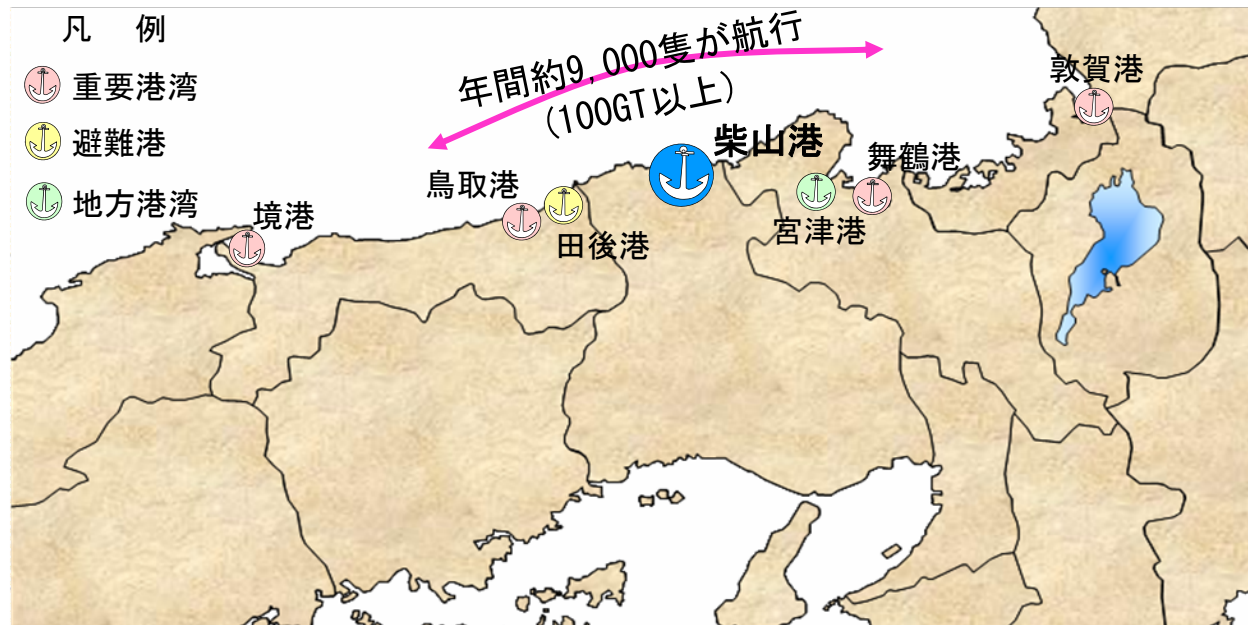 凡 例
重要港湾
避難港
地方港湾
年間約9,000隻が航行
(100GT以上)
敦賀港
柴山港
舞鶴港
鳥取港
境港
田後港
宮津港